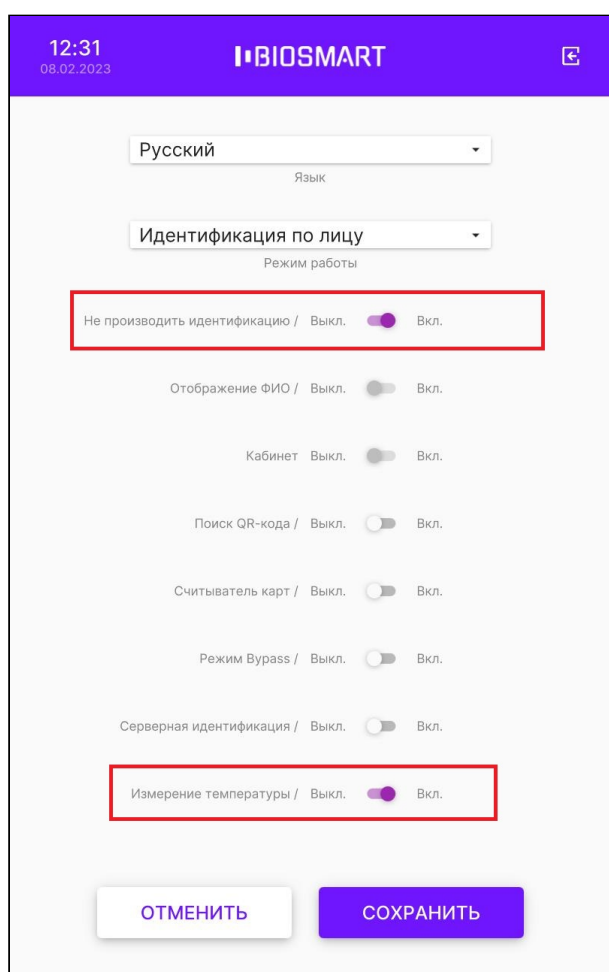 12:31
08.02.2023
BIOSMART
Русский
Язык
Идентификация по лицу
Режим работы
Не производить идентификацию / Выкл. Вкл.
Отображение ФИО / Выкл. Вкл.
Кабинет Выкл. Вкл.
Поиск QR-кода / Выкл. Вкл.
Считыватель карт / Выкл. Вкл.
Режим Bypass / Выкл. Вкл.
Серверная идентификация / Выкл. Вкл.
Измерение температуры / Выкл. Вкл.
ОТМЕНИТЬ СОХРАНИТЬ